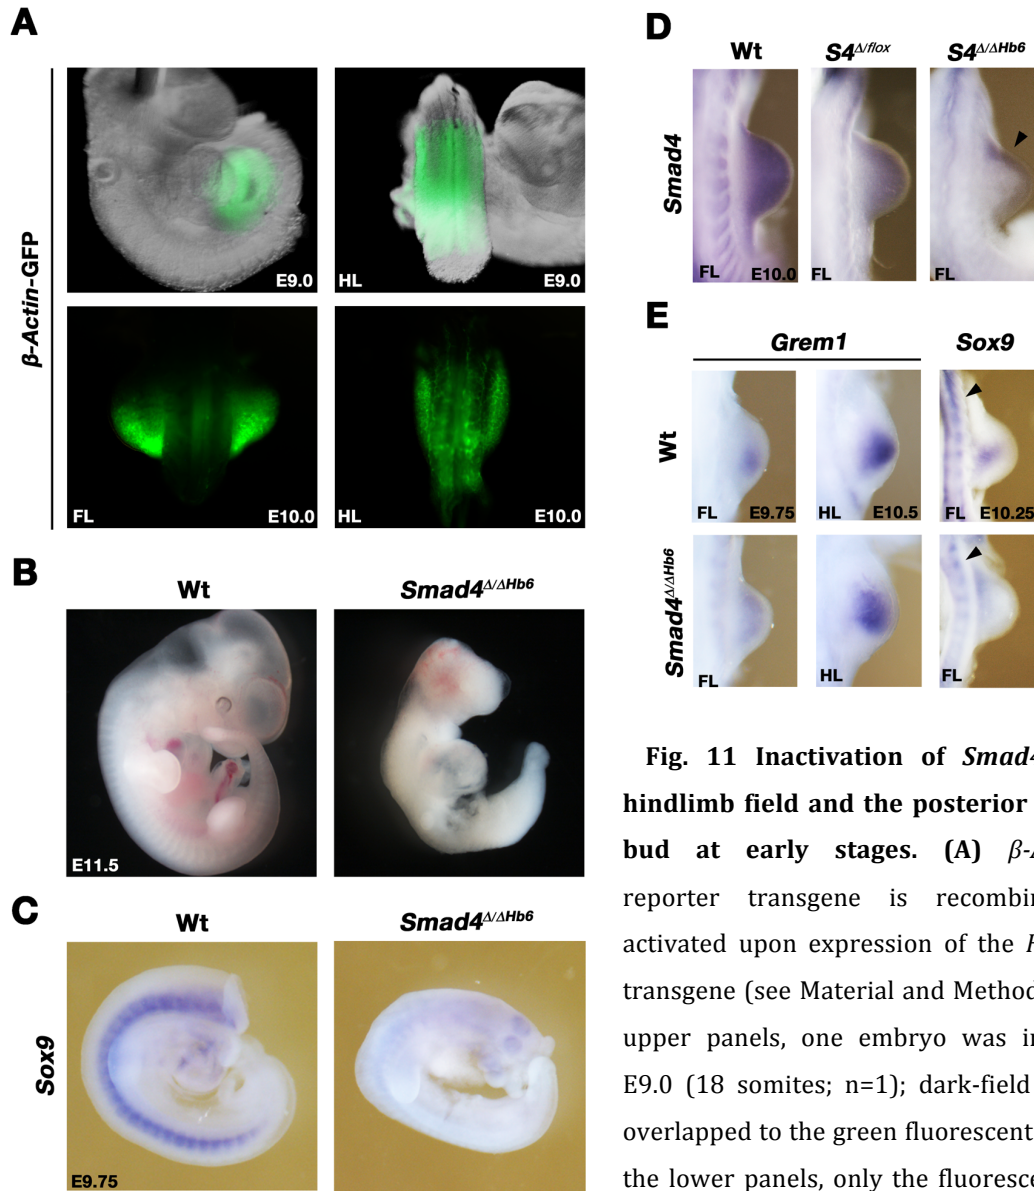 A
β-Actin-GFP
E9.0
HL
E9.0
FL
E10.0
HL
E10.0
B
Wt
Smad4Δ/ΔHb6
E11.5
C
Wt
Smad4Δ/ΔHb6
Sox9
E9.75
D
Wt
S4Δ/flox
S4Δ/ΔHb6
Smad4
FL
E10.0
FL
FL
E
Grem1
Sox9
Wt
FL
E9.75
HL
E10.5
FL
E10.25
Smad4Δ/ΔHb6
FL
HL
FL
Fig. 11 Inactivation of Smad4
hindlimb field and the posterior
bud at early stages. (A)
reporter transgene is
activated upon expression of the
transgene (see Material and
upper panels, one embryo was
E9.0 (18 somites; n=1); dark-field
overlapped to the green fluorescent
the lower panels, only the